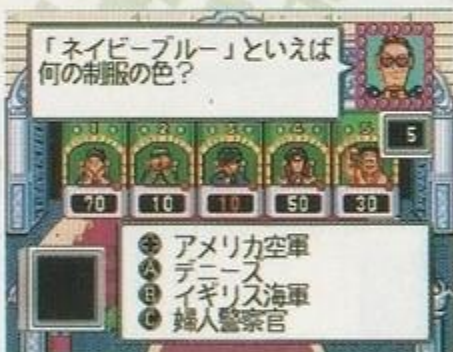 「ネイビーブルー」といえば
何の制服の色？
5
1 2 3 4 5
70 10 10 50 30
アメリカ空軍
A デニーズ
B イギリス海軍
C 婦人警察官